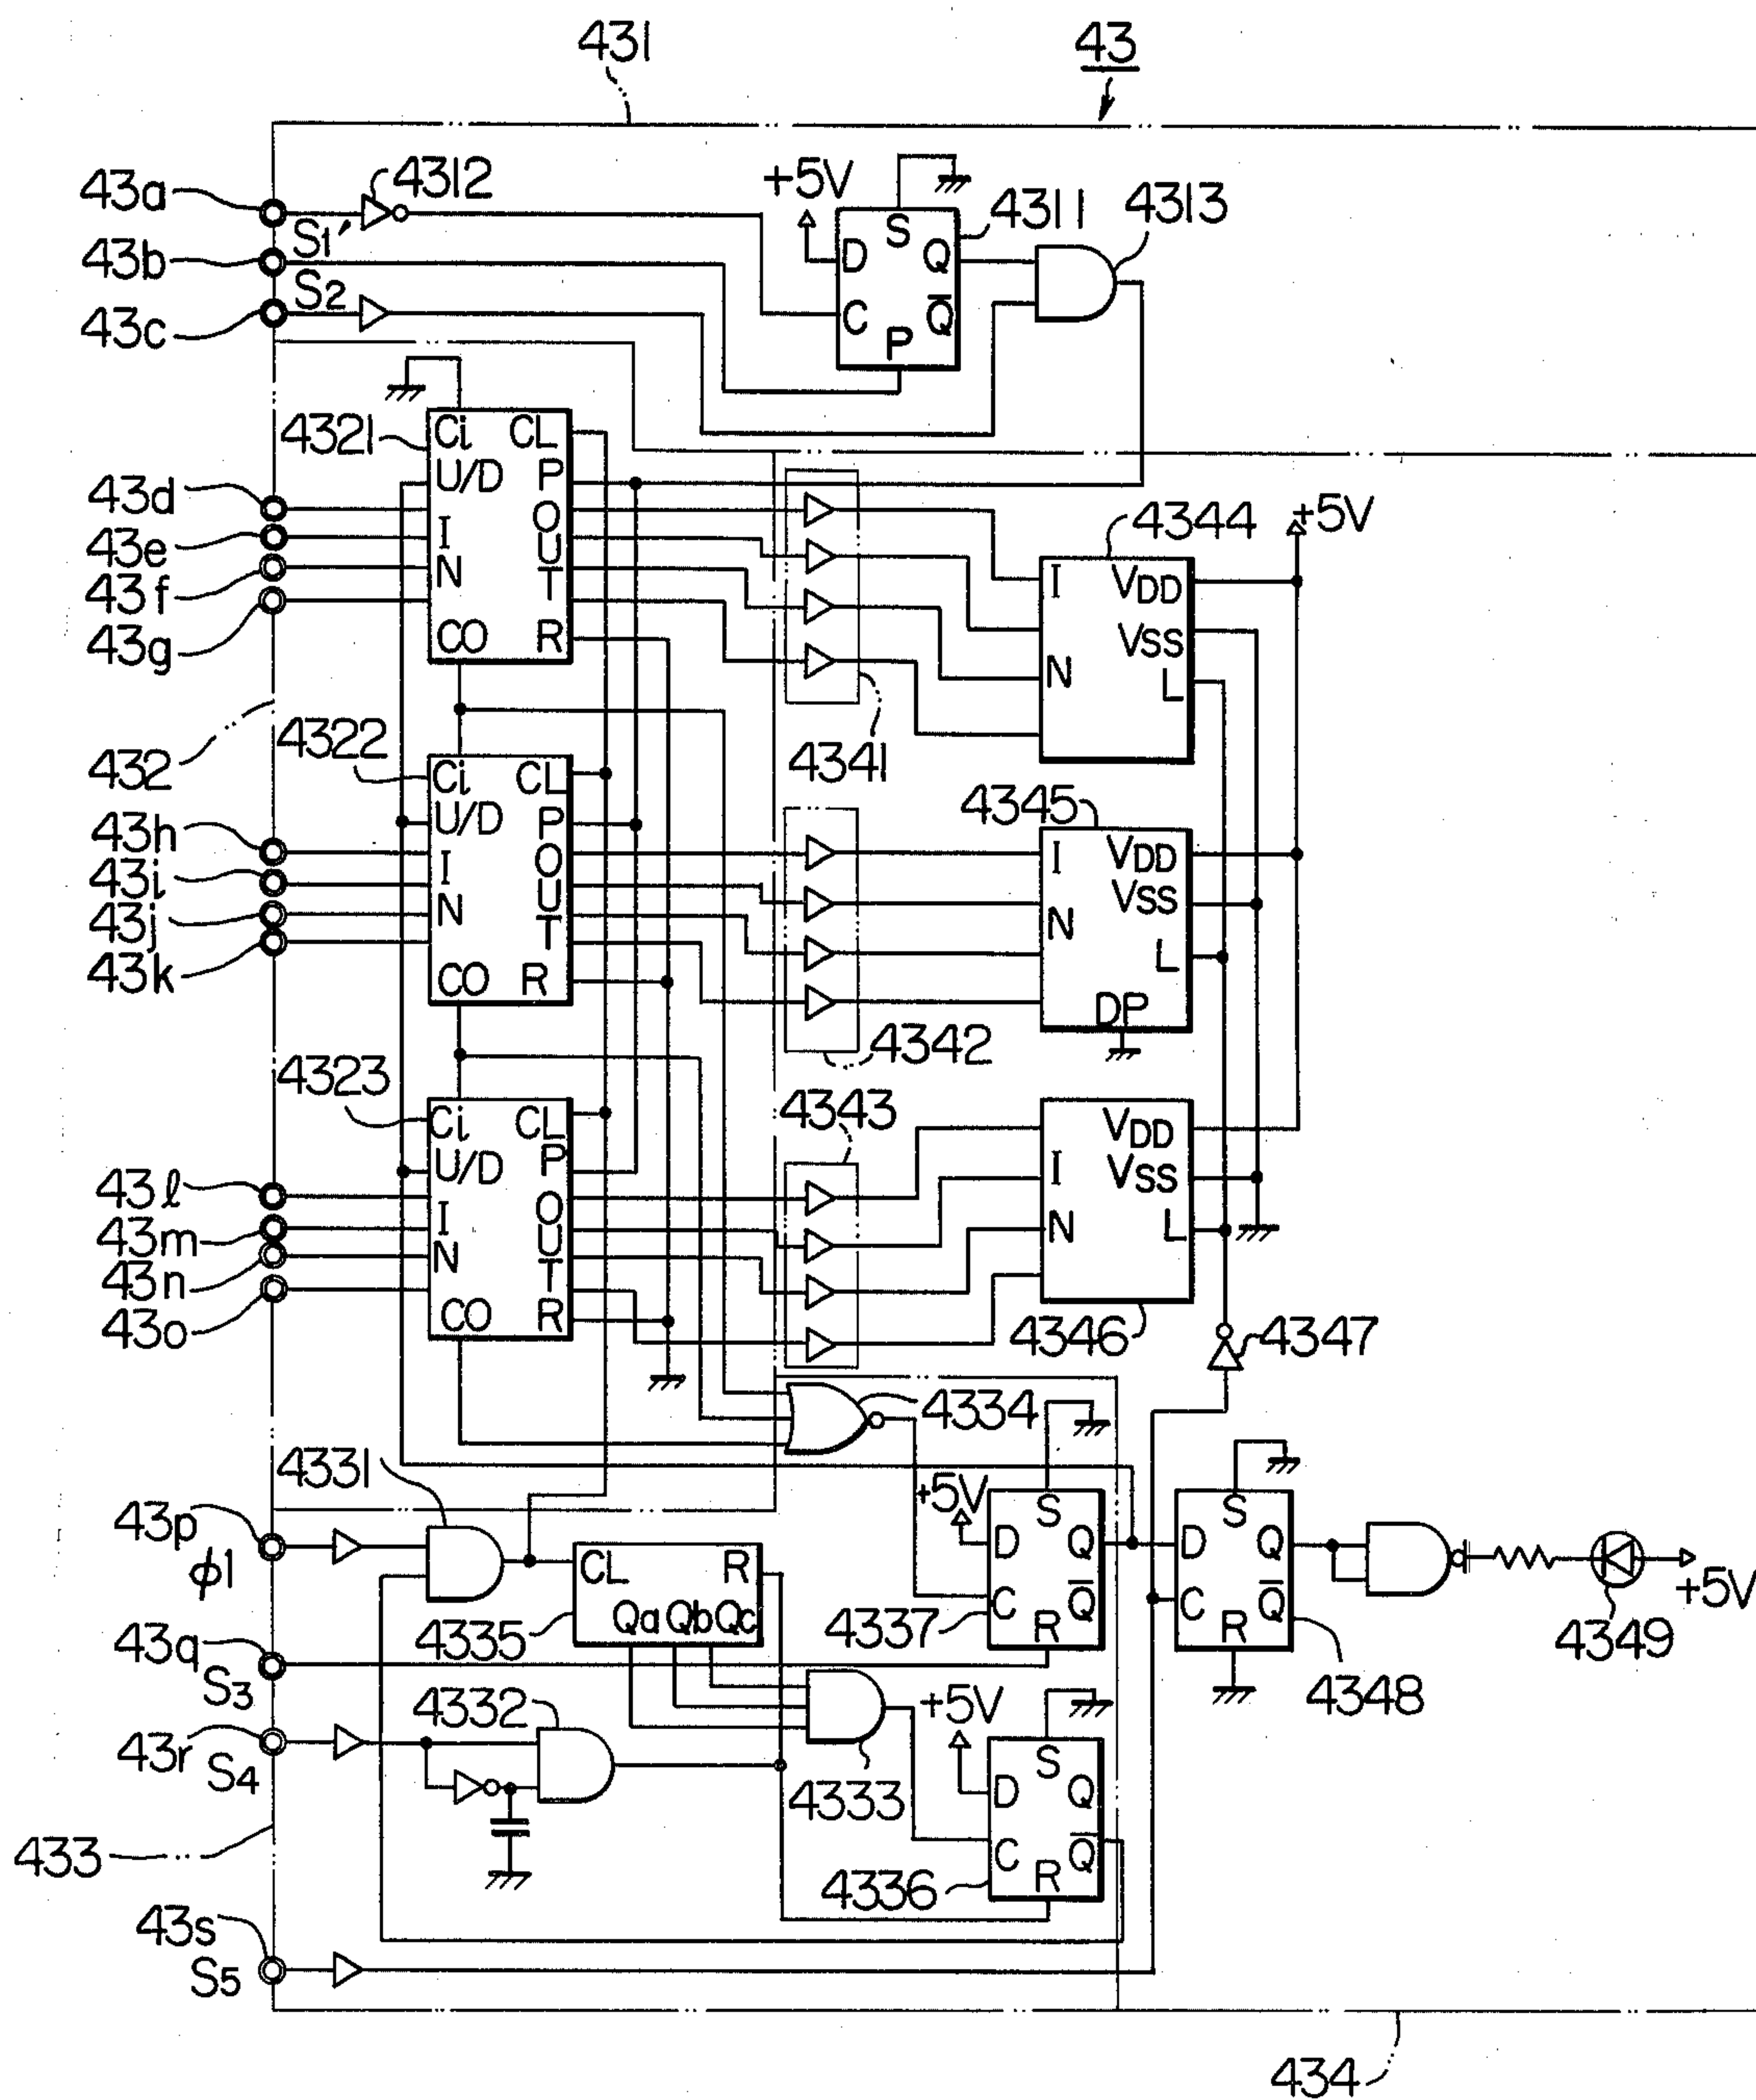 431
43
43a
4312
+5V
4311
4313
S1'
43b
S2
43c
D
S
Q
C
Q̅
P
4321
Ci
CL
U/D
P
43d
43e
43f
43g
I
N
O
U
T
CO
R
4344
+5V
I
N
VDD
VSS
L
432
4341
4322
Ci
CL
U/D
P
43h
43i
43j
43k
I
N
O
U
T
CO
R
4345
I
N
VDD
VSS
L
DP
4342
4323
Ci
CL
U/D
P
43l
43m
43n
43o
I
N
O
U
T
CO
R
4343
I
N
VDD
VSS
L
4346
4347
4334
4331
43p
φ1
CL
R
Qa Qb Qc
4335
+5V
D
S
Q
C
R
Q̅
4337
D
S
Q
C
R
Q̅
4348
+5V
4349
43q
S3
4332
43r
S4
4333
+5V
D
S
Q
C
R
Q̅
4336
433
43s
S5
434